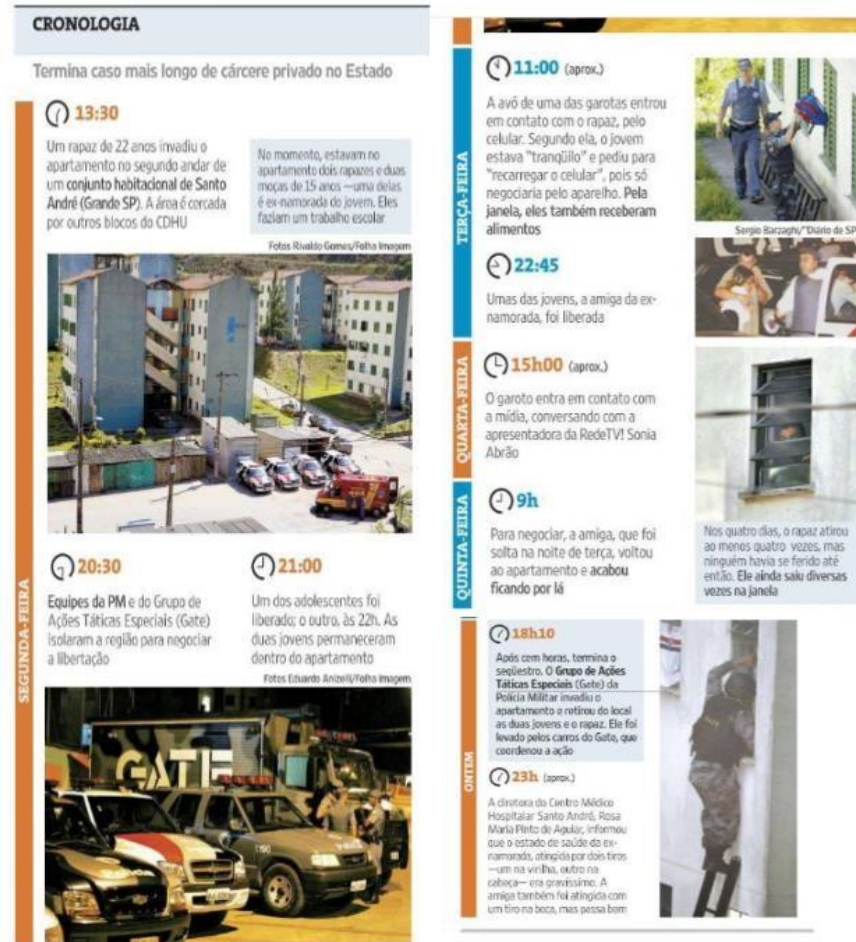 CRONOLOGIA
Termina caso mais longo de cárcere privado no Estado
SEGUNDA-FEIRA
13:30
Um rapaz de 22 anos invadiu o
apartamento no segundo andar de
um conjunto habitacional de Santo
André (Grande SP). A área é cercada
por outros blocos do CDHU
No momento, estavam no
apartamento dois rapazes e duas
moças de 15 anos —uma delas
é ex-namorada do jovem. Eles
faziam um trabalho escolar
Fotos Rivaldo Gomes/Folha Imagem
20:30
Equipes da PM e do Grupo de
Ações Táticas Especiais (Gate)
isolaram a região para negociar
a libertação
21:00
Um dos adolescentes foi
liberado; o outro, às 22h. As
duas jovens permaneceram
dentro do apartamento
Fotos Eduardo Anizelli/Folha Imagem
GATE
TERÇA-FEIRA
11:00 (aprox.)
A avó de uma das garotas entrou
em contato com o rapaz, pelo
celular. Segundo ela, o jovem
estava "tranqüilo" e pediu para
"recarregar o celular", pois só
negociaria pelo aparelho. Pela
janela, eles também receberam
alimentos
Sergio Barzaghi/"Diário de SP
22:45
Umas das jovens, a amiga da ex-
namorada, foi liberada
QUARTA-FEIRA
15h00 (aprox.)
O garoto entra em contato com
a mídia, conversando com a
apresentadora da RedeTV! Sonia
Abrão
QUINTA-FEIRA
9h
Para negociar, a amiga, que foi
solta na noite de terça, voltou
ao apartamento e acabou
ficando por lá
Nos quatro dias, o rapaz atirou
ao menos quatro vezes, mas
ninguém havia se ferido até
então. Ele ainda saiu diversas
vezes na janela
ONTEM
18h10
Após cem horas, termina o
seqüestro. O Grupo de Ações
Táticas Especiais (Gate) da
Polícia Militar invadiu o
apartamento e retirou do local
as duas jovens e o rapaz. Ele foi
levado pelos carros do Gate, que
coordenou a ação
23h (aprox.)
A diretora do Centro Médico
Hospitalar Santo André, Rosa
Maria Pinto de Aguiar, informou
que o estado de saúde da ex-
namorada, atingida por dois tiros
—um na virilha, outro na
cabeça— era gravíssimo. A
amiga também foi atingida com
um tiro na boca, mas passa bem